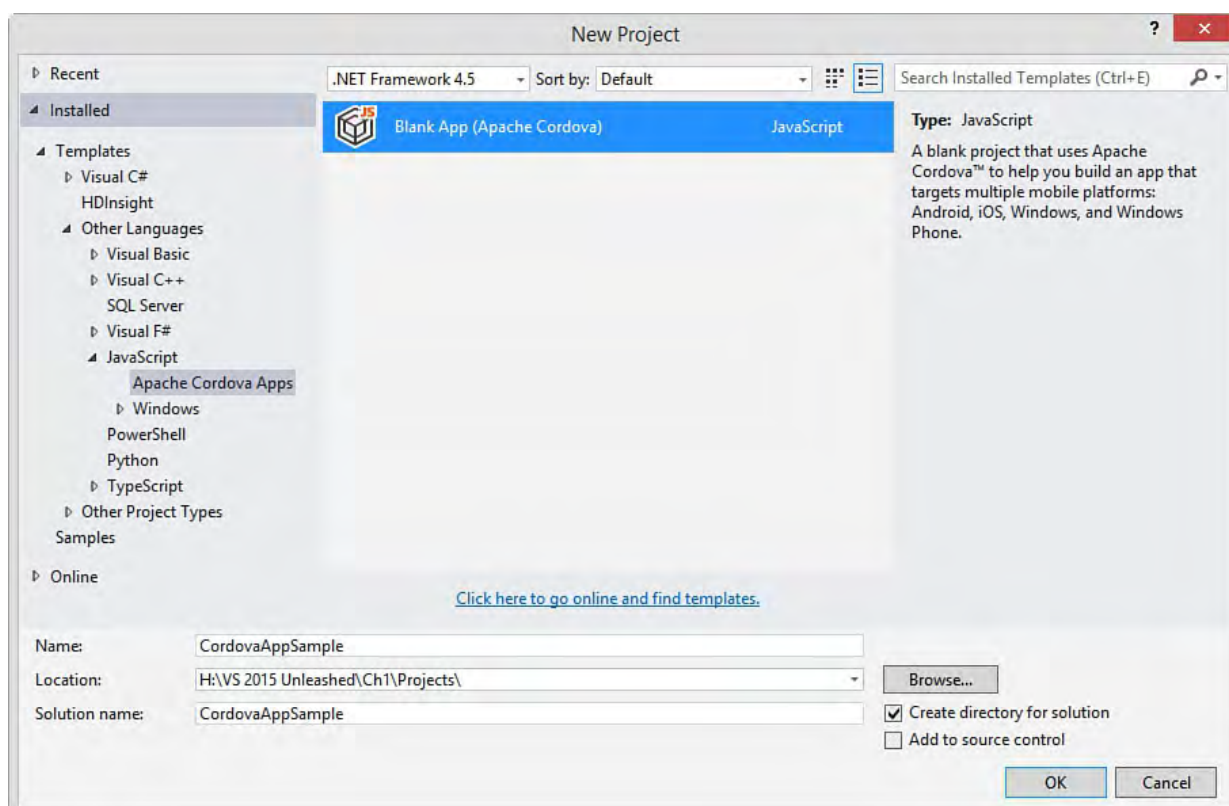 New Project
?
×
Recent
Installed
Templates
Visual C#
HDInsight
Other Languages
Visual Basic
Visual C++
SQL Server
Visual F#
JavaScript
Apache Cordova Apps
Windows
PowerShell
Python
TypeScript
Other Project Types
Samples
Online
.NET Framework 4.5 Sort by: Default
JS
Blank App (Apache Cordova) JavaScript
Click here to go online and find templates.
Search Installed Templates (Ctrl+E)
Type: JavaScript
A blank project that uses Apache
Cordova™ to help you build an app that
targets multiple mobile platforms:
Android, iOS, Windows, and Windows
Phone.
Name: CordovaAppSample
Location: H:\VS 2015 Unleashed\Ch1\Projects\ Browse...
Solution name: CordovaAppSample
Create directory for solution
Add to source control
OK Cancel